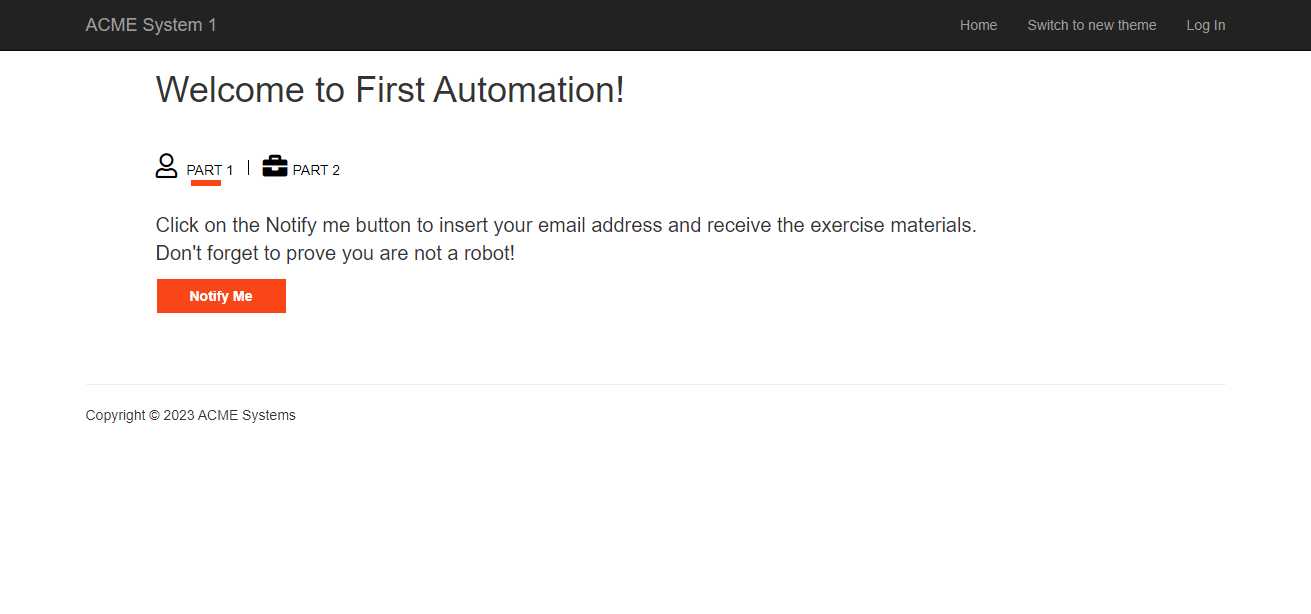 ACME System 1 Home Switch to new theme Log In
Welcome to First Automation!
PART 1 | PART 2
Click on the Notify me button to insert your email address and receive the exercise materials.
Don't forget to prove you are not a robot!
Notify Me
Copyright © 2023 ACME Systems